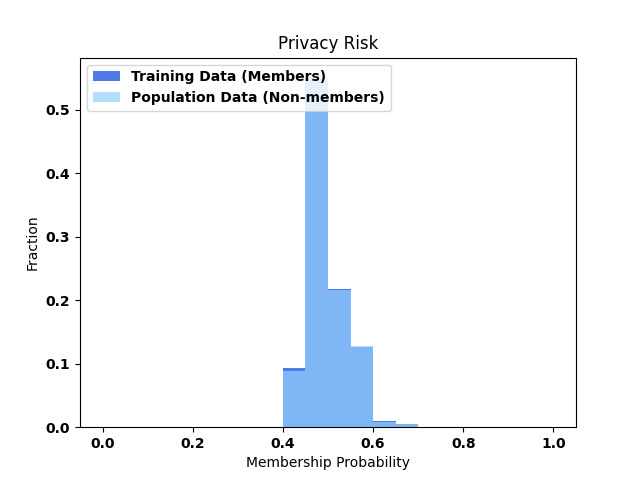 Privacy Risk
Training Data (Members)
Population Data (Non-members)
0.5
0.4
0.3
0.2
0.1
0.0
Fraction
0.0 0.2 0.4 0.6 0.8 1.0
Membership Probability